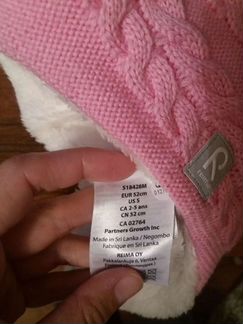 R
518428M
EUR 52cm
US S
CA 2-5 ans
CN 52 cm
CA 02764
Partners Growth Inc
Made in Sri Lanka / Negombo
Fabriqué en Sri Lanka
REIMA OY